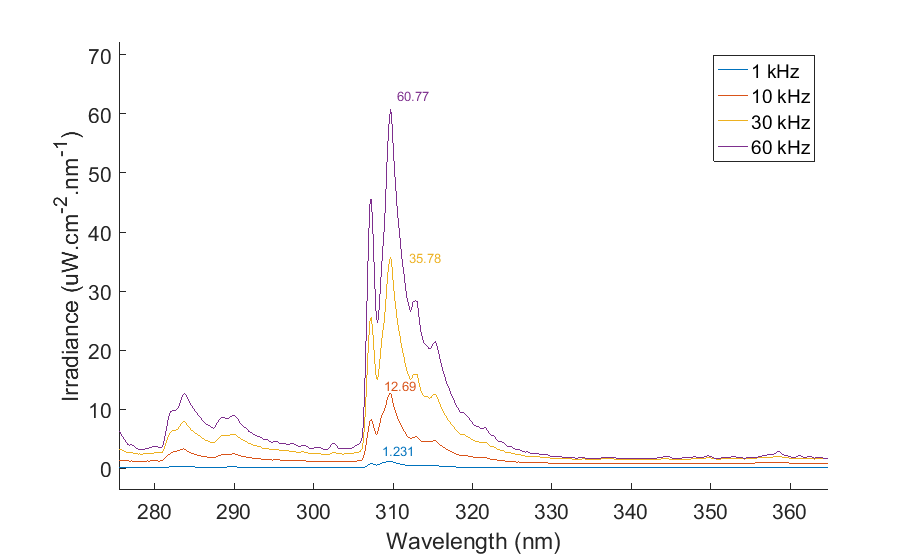 70
60
50
40
30
20
10
0
Irradiance (uW.cm-2.nm-1)
60.77
35.78
12.69
1.231
1 kHz
10 kHz
30 kHz
60 kHz
280 290 300 310 320 330 340 350 360
Wavelength (nm)